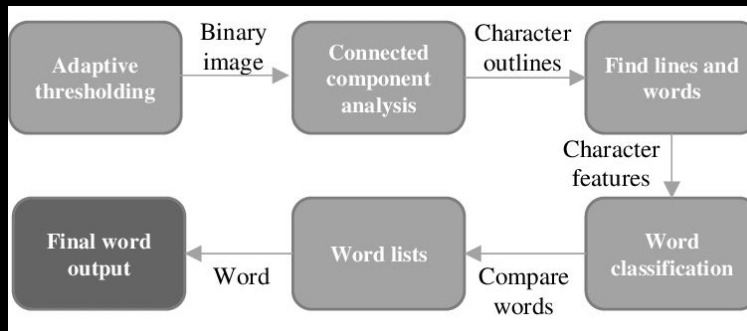 Adaptive
thresholding
Binary
image
Connected
component
analysis
Character
outlines
Find lines and
words
Character
features
Word
classification
Compare
words
Word lists
Word
Final word
output